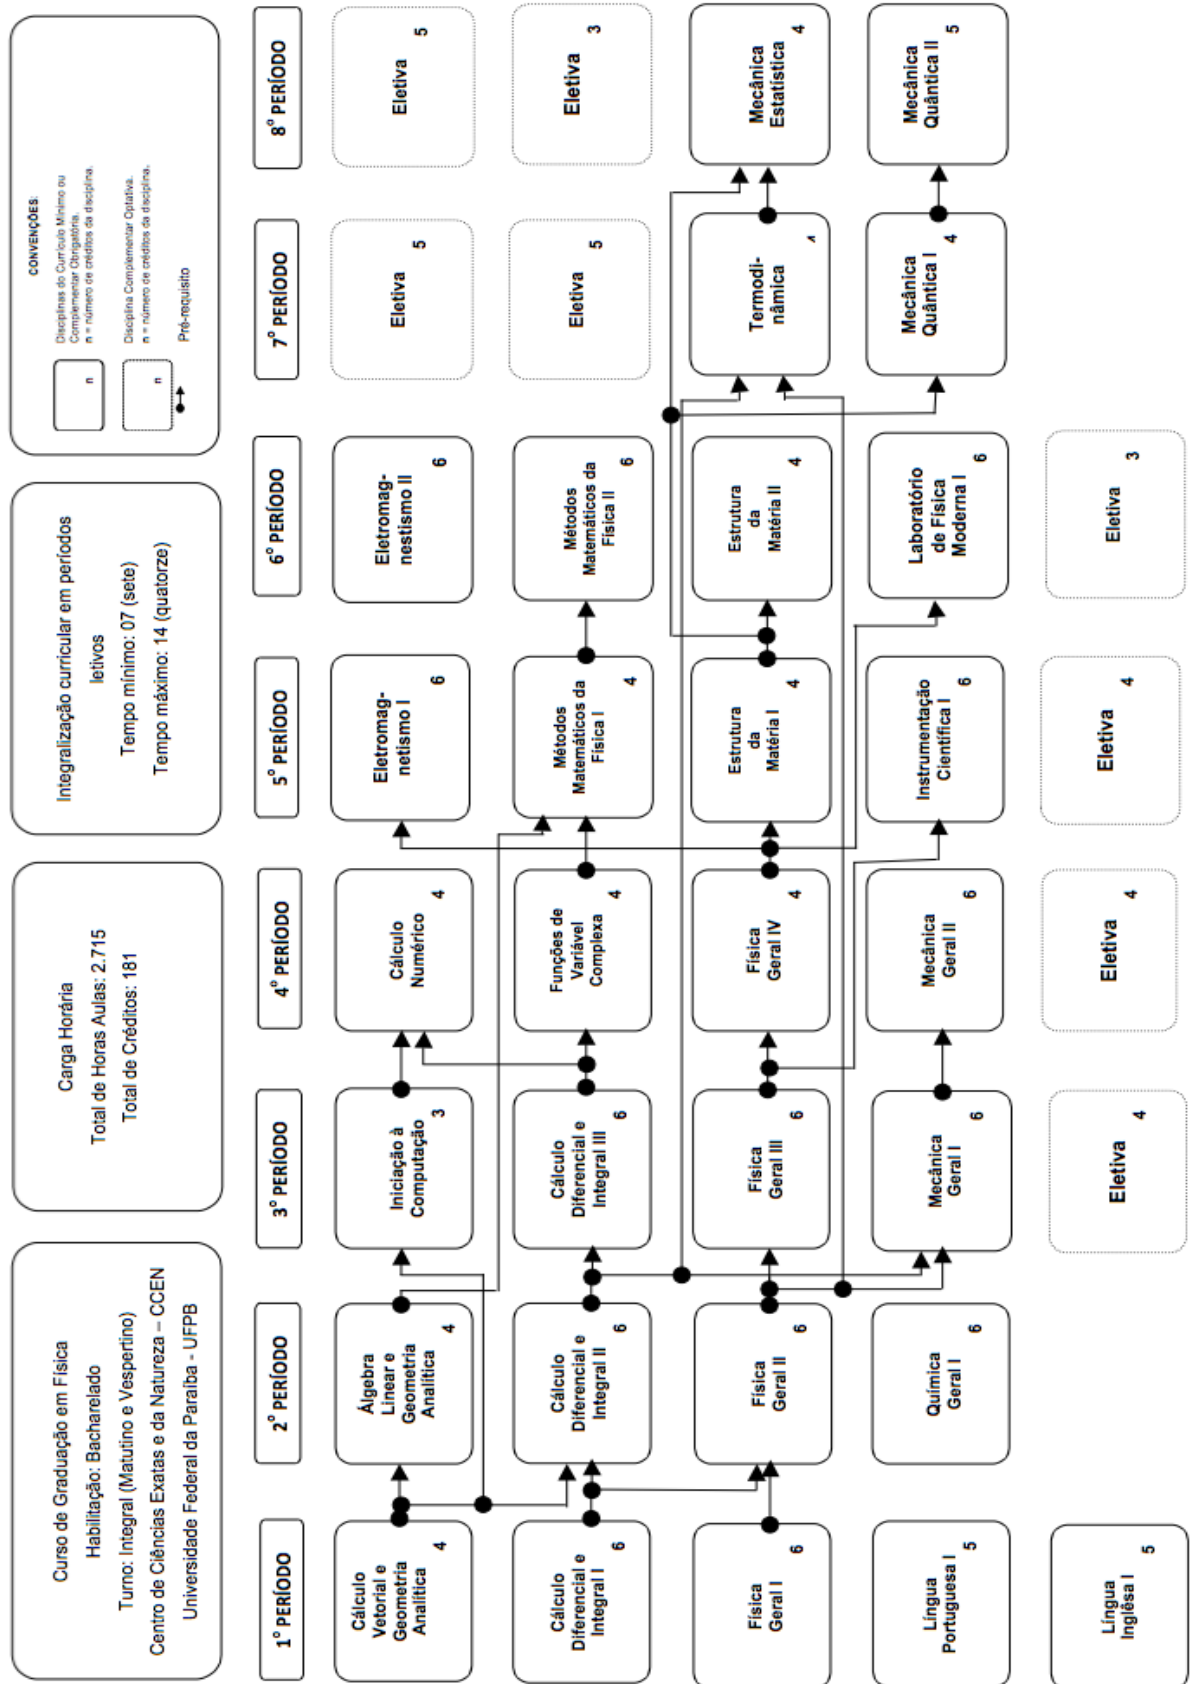 Curso de Graduação em Física
Habilitação: Bacharelado
Turno: Integral (Matutino e Vespertino)
Centro de Ciências Exatas e da Natureza – CCEN
Universidade Federal da Paraíba - UFPB
Carga Horária
Total de Horas Aulas: 2.715
Total de Créditos: 181
Integralização curricular em períodos
letivos
Tempo mínimo: 07 (sete)
Tempo máximo: 14 (quatorze)
CONVENÇÕES:
n
Disciplinas do Currículo Mínimo ou
Complementar Obrigatória.
n = número de créditos da disciplina.
n
Disciplina Complementar Optativa.
n = número de créditos da disciplina.
Pré-requisito
1º PERÍODO
2º PERÍODO
3º PERÍODO
4º PERÍODO
5º PERÍODO
6º PERÍODO
7º PERÍODO
8º PERÍODO
Cálculo
Vetorial e
Geometria
Analítica
4
Álgebra
Linear e
Geometria
Analítica
4
Iniciação à
Computação
3
Cálculo
Numérico
4
Eletromag-
netismo I
6
Eletromag-
nestismo II
6
Eletiva
5
Eletiva
5
Cálculo
Diferencial e
Integral I
6
Cálculo
Diferencial e
Integral II
6
Cálculo
Diferencial e
Integral III
6
Funções de
Variável
Complexa
4
Métodos
Matemáticos da
Física I
4
Métodos
Matemáticos da
Física II
6
Eletiva
5
Eletiva
3
Física
Geral I
6
Física
Geral II
6
Física
Geral III
6
Física
Geral IV
4
Estrutura
da
Matéria I
4
Estrutura
da
Matéria II
4
Termodi-
nâmica
Mecânica
Estatística
4
Língua
Portuguesa I
5
Química
Geral I
6
Mecânica
Geral I
6
Mecânica
Geral II
6
Instrumentação
Científica I
6
Laboratório
de Física
Moderna I
6
Mecânica
Quântica I
4
Mecânica
Quântica II
5
Língua
Inglêsa I
5
Eletiva
4
Eletiva
4
Eletiva
4
Eletiva
3